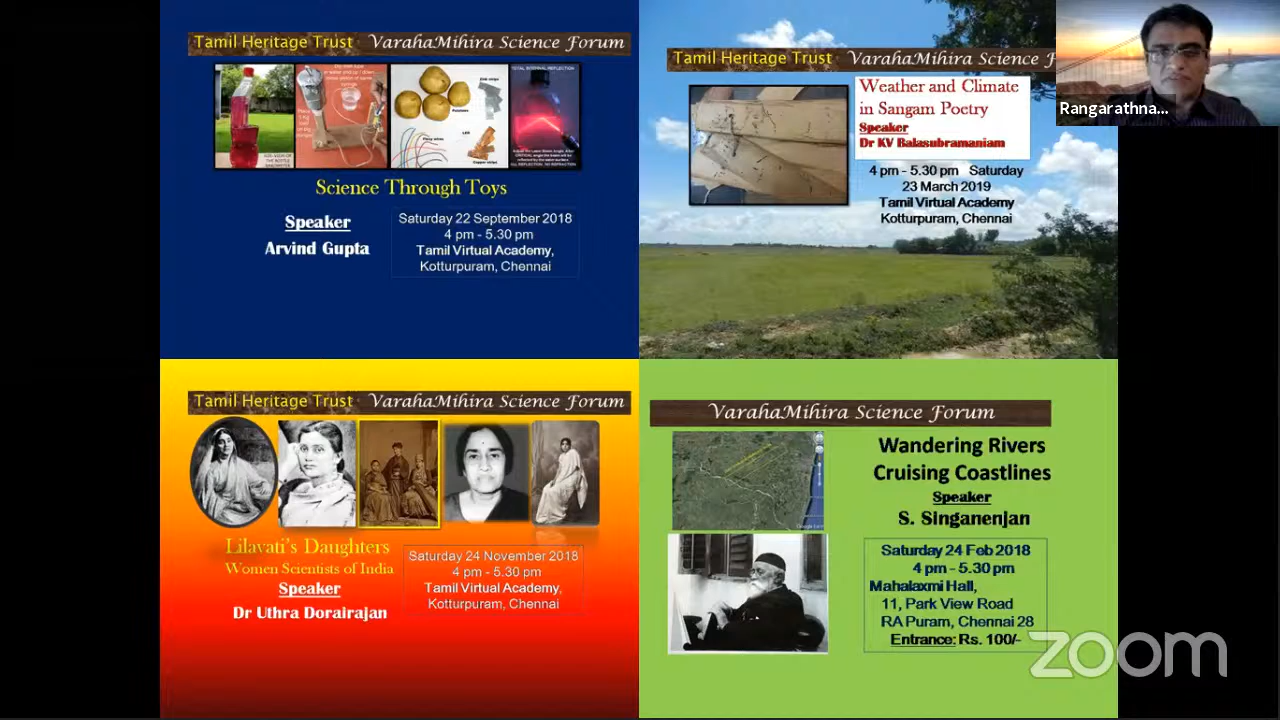 Tamil Heritage Trust VarahaMihira Science Forum
Science Through Toys
Speaker
Arvind Gupta
Saturday 22 September 2018
4 pm - 5.30 pm
Tamil Virtual Academy,
Kotturpuram, Chennai
Tamil Heritage Trust VarahaMihira Science F
Weather and Climate
in Sangam Poetry
Speaker
Dr KV Balasubramaniam
4 pm - 5.30 pm Saturday
23 March 2019
Tamil Virtual Academy
Kotturpuram, Chennai
Rangarathna...
Tamil Heritage Trust VarahaMihira Science Forum
Lilavati's Daughters
Women Scientists of India
Speaker
Dr Uthra Dorairajan
Saturday 24 November 2018
4 pm - 5.30 pm
Tamil Virtual Academy,
Kotturpuram, Chennai
VarahaMihira Science Forum
Wandering Rivers
Cruising Coastlines
Speaker
S. Singanenjan
Saturday 24 Feb 2018
4 pm - 5.30 pm
Mahalaxmi Hall,
11, Park View Road
RA Puram, Chennai 28
Entrance: Rs. 100/-
zoom